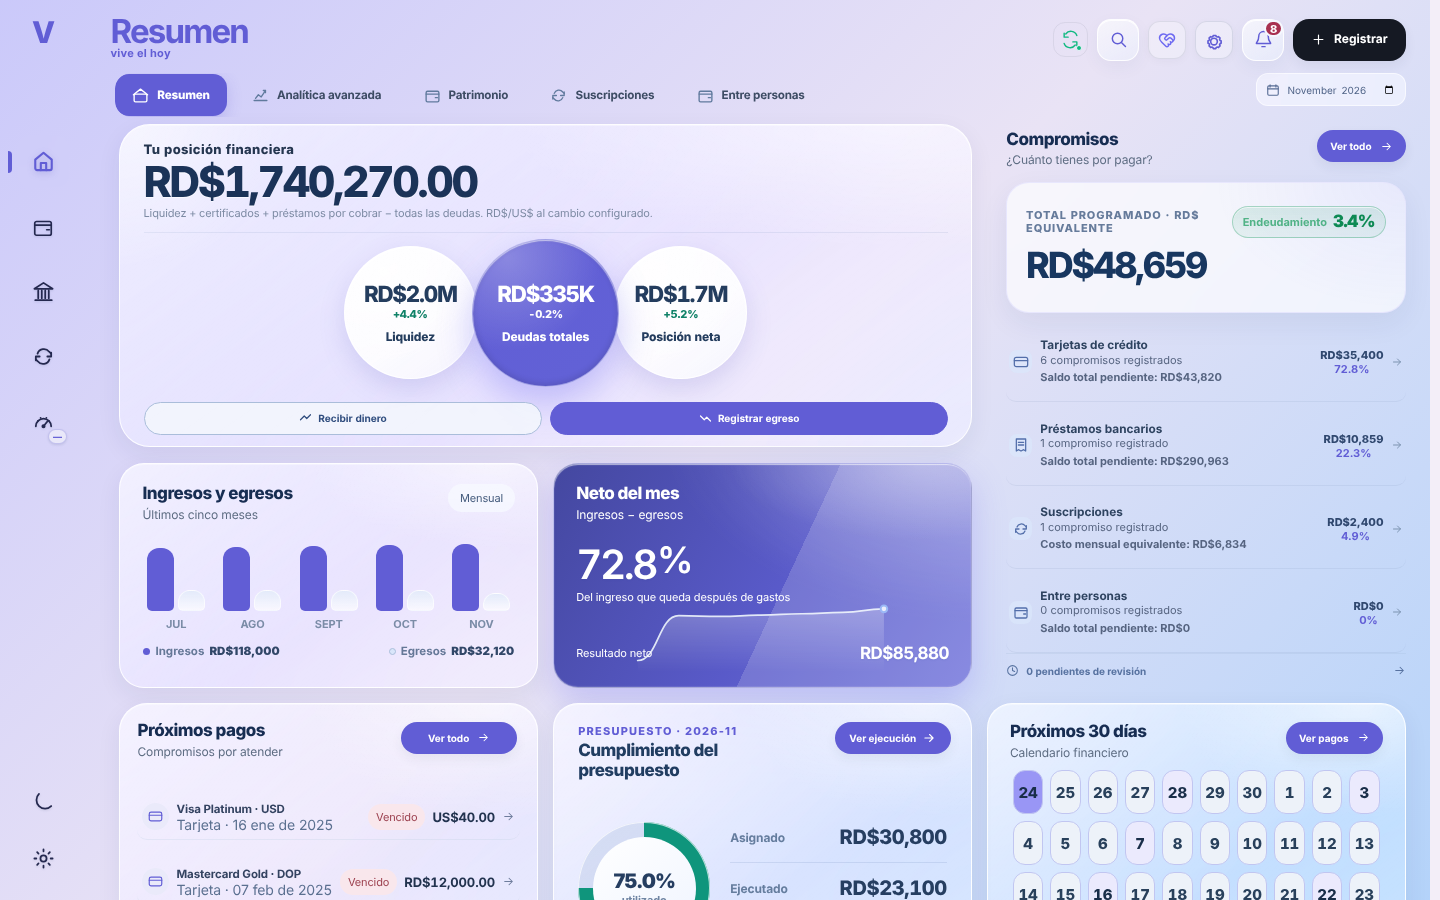 V
Resumen
vive el hoy
8
Registrar
Resumen
Analítica avanzada
Patrimonio
Suscripciones
Entre personas
November 2026
Tu posición financiera
RD$1,740,270.00
Liquidez + certificados + préstamos por cobrar − todas las deudas. RD$/US$ al cambio configurado.
RD$2.0M
+4.4%
Liquidez
RD$335K
-0.2%
Deudas totales
RD$1.7M
+5.2%
Posición neta
Recibir dinero
Registrar egreso
Compromisos
¿Cuánto tienes por pagar?
Ver todo
TOTAL PROGRAMADO · RD$
EQUIVALENTE
Endeudamiento 3.4%
RD$48,659
Tarjetas de crédito
6 compromisos registrados
Saldo total pendiente: RD$43,820
RD$35,400
72.8%
Préstamos bancarios
1 compromiso registrado
Saldo total pendiente: RD$290,963
RD$10,859
22.3%
Suscripciones
1 compromiso registrado
Costo mensual equivalente: RD$6,834
RD$2,400
4.9%
Entre personas
0 compromisos registrados
Saldo total pendiente: RD$0
RD$0
0%
0 pendientes de revisión
Ingresos y egresos
Últimos cinco meses
Mensual
JUL AGO SEPT OCT NOV
Ingresos RD$118,000
Egresos RD$32,120
Neto del mes
Ingresos − egresos
72.8%
Del ingreso que queda después de gastos
Resultado neto
RD$85,880
Próximos pagos
Compromisos por atender
Ver todo
Visa Platinum · USD
Tarjeta · 16 ene de 2025
Vencido
US$40.00
Mastercard Gold · DOP
Tarjeta · 07 feb de 2025
Vencido
RD$12,000.00
PRESUPUESTO · 2026-11
Cumplimiento del
presupuesto
Ver ejecución
75.0%
utilizado
Asignado
RD$30,800
Ejecutado
RD$23,100
Próximos 30 días
Calendario financiero
Ver pagos
24 25 26 27 28 29 30 1 2 3
4 5 6 7 8 9 10 11 12 13
14 15 16 17 18 19 20 21 22 23